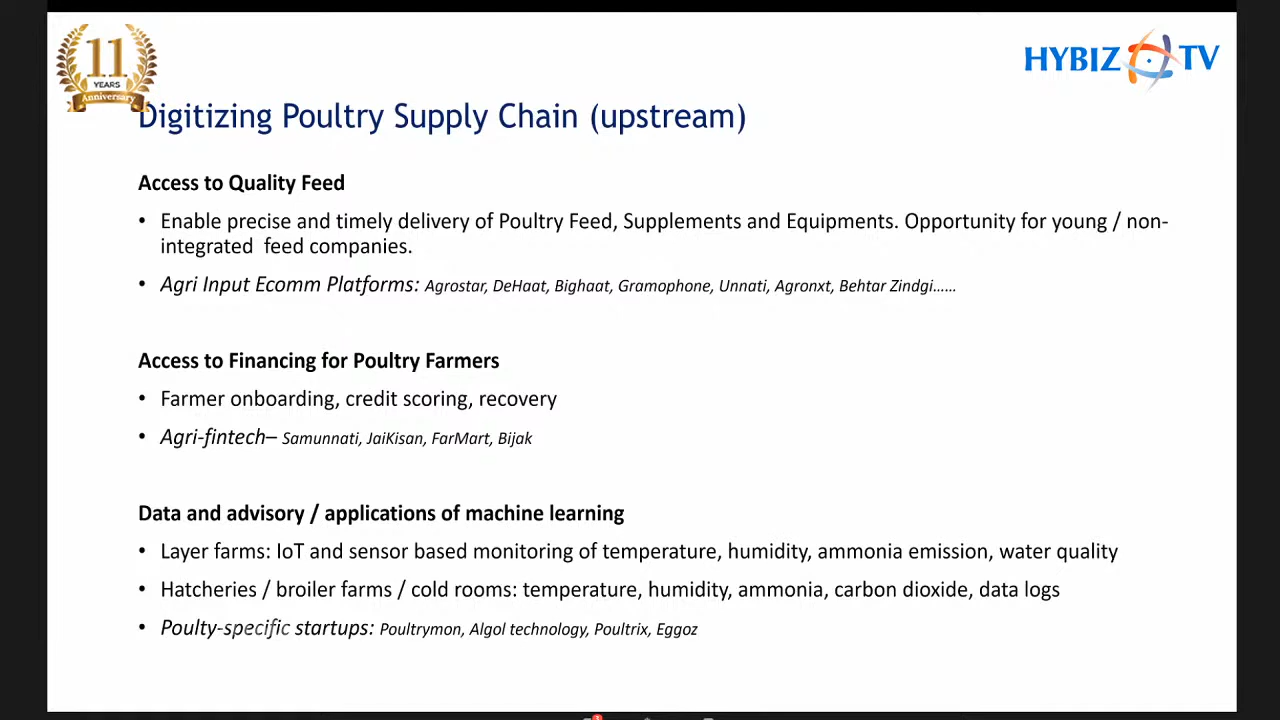 11
YEARS
Anniversary
HYBIZ TV
Digitizing Poultry Supply Chain (upstream)
Access to Quality Feed
• Enable precise and timely delivery of Poultry Feed, Supplements and Equipments. Opportunity for young / non-
integrated feed companies.
• Agri Input Ecomm Platforms: Agrostar, DeHaat, Bighaat, Gramophone, Unnati, Agronxt, Behtar Zindgi......
Access to Financing for Poultry Farmers
• Farmer onboarding, credit scoring, recovery
• Agri-fintech– Samunnati, JaiKisan, FarMart, Bijak
Data and advisory / applications of machine learning
• Layer farms: IoT and sensor based monitoring of temperature, humidity, ammonia emission, water quality
• Hatcheries / broiler farms / cold rooms: temperature, humidity, ammonia, carbon dioxide, data logs
• Poulty-specific startups: Poultrymon, Algol technology, Poultrix, Eggoz